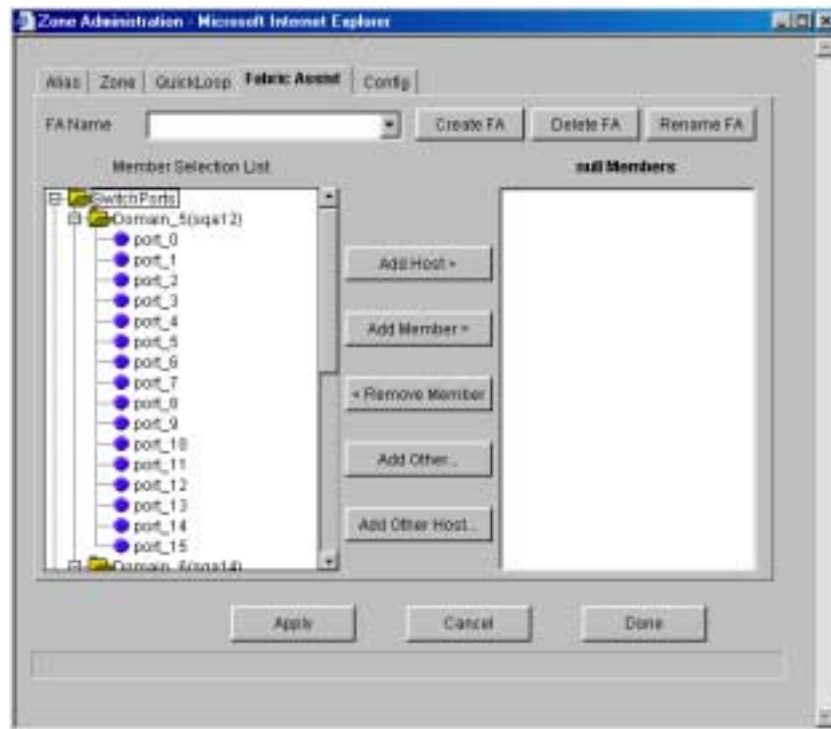 Zone Administration - Microsoft Internet Explorer
Alias Zone QuickLoop Fabric Assist Config
FA Name Create FA Delete FA Rename FA
Member Selection List null Members
SwitchPorts
Domain_5(sqa12)
port_0
port_1
port_2
port_3
port_4
port_5
port_6
port_7
port_8
port_9
port_10
port_11
port_12
port_13
port_14
port_15
Domain_6(sqa14)
Add Host >
Add Member >
< Remove Member
Add Other...
Add Other Host...
Apply Cancel Done